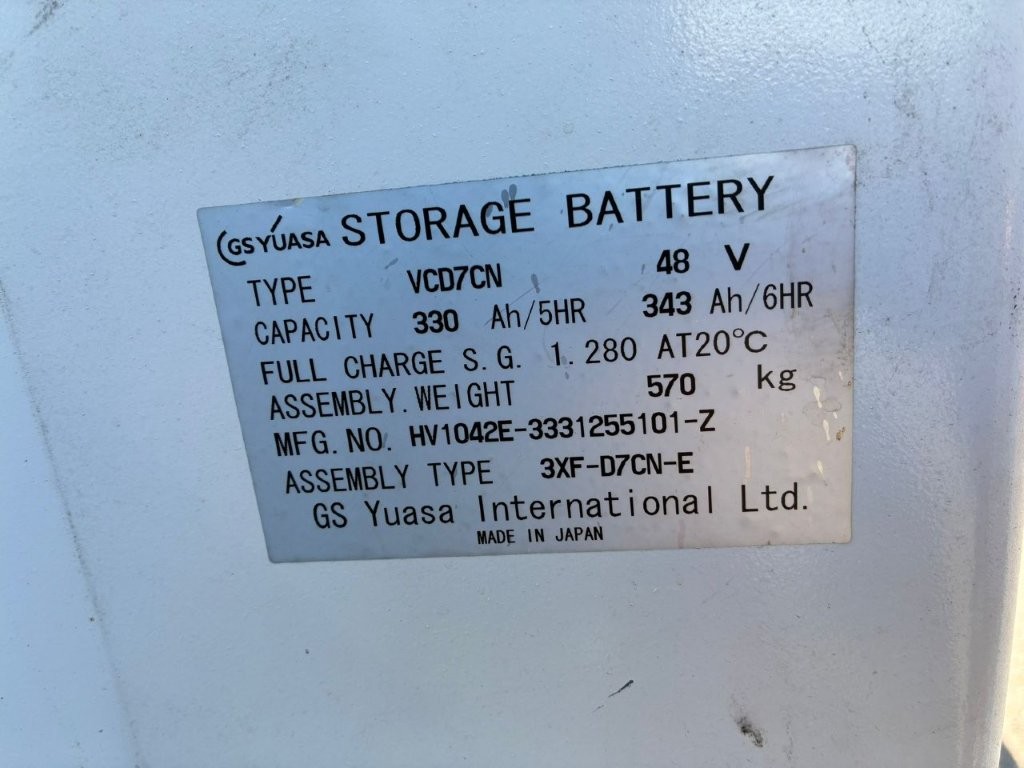 GS YUASA STORAGE BATTERY
TYPE VCD7CN 48 V
CAPACITY 330 Ah/5HR 343 Ah/6HR
FULL CHARGE S.G. 1.280 AT20℃
ASSEMBLY.WEIGHT 570 kg
MFG.NO. HV1042E-3331255101-Z
ASSEMBLY TYPE 3XF-D7CN-E
GS Yuasa International Ltd.
MADE IN JAPAN